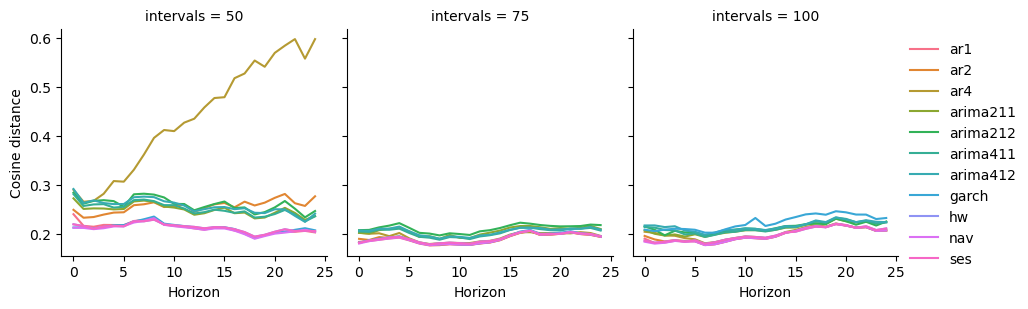 intervals = 50
intervals = 75
intervals = 100
Cosine distance
0.6
0.5
0.4
0.3
0.2
0 5 10 15 20 25
0 5 10 15 20 25
0 5 10 15 20 25
Horizon
Horizon
Horizon
ar1
ar2
ar4
arima211
arima212
arima411
arima412
garch
hw
nav
ses